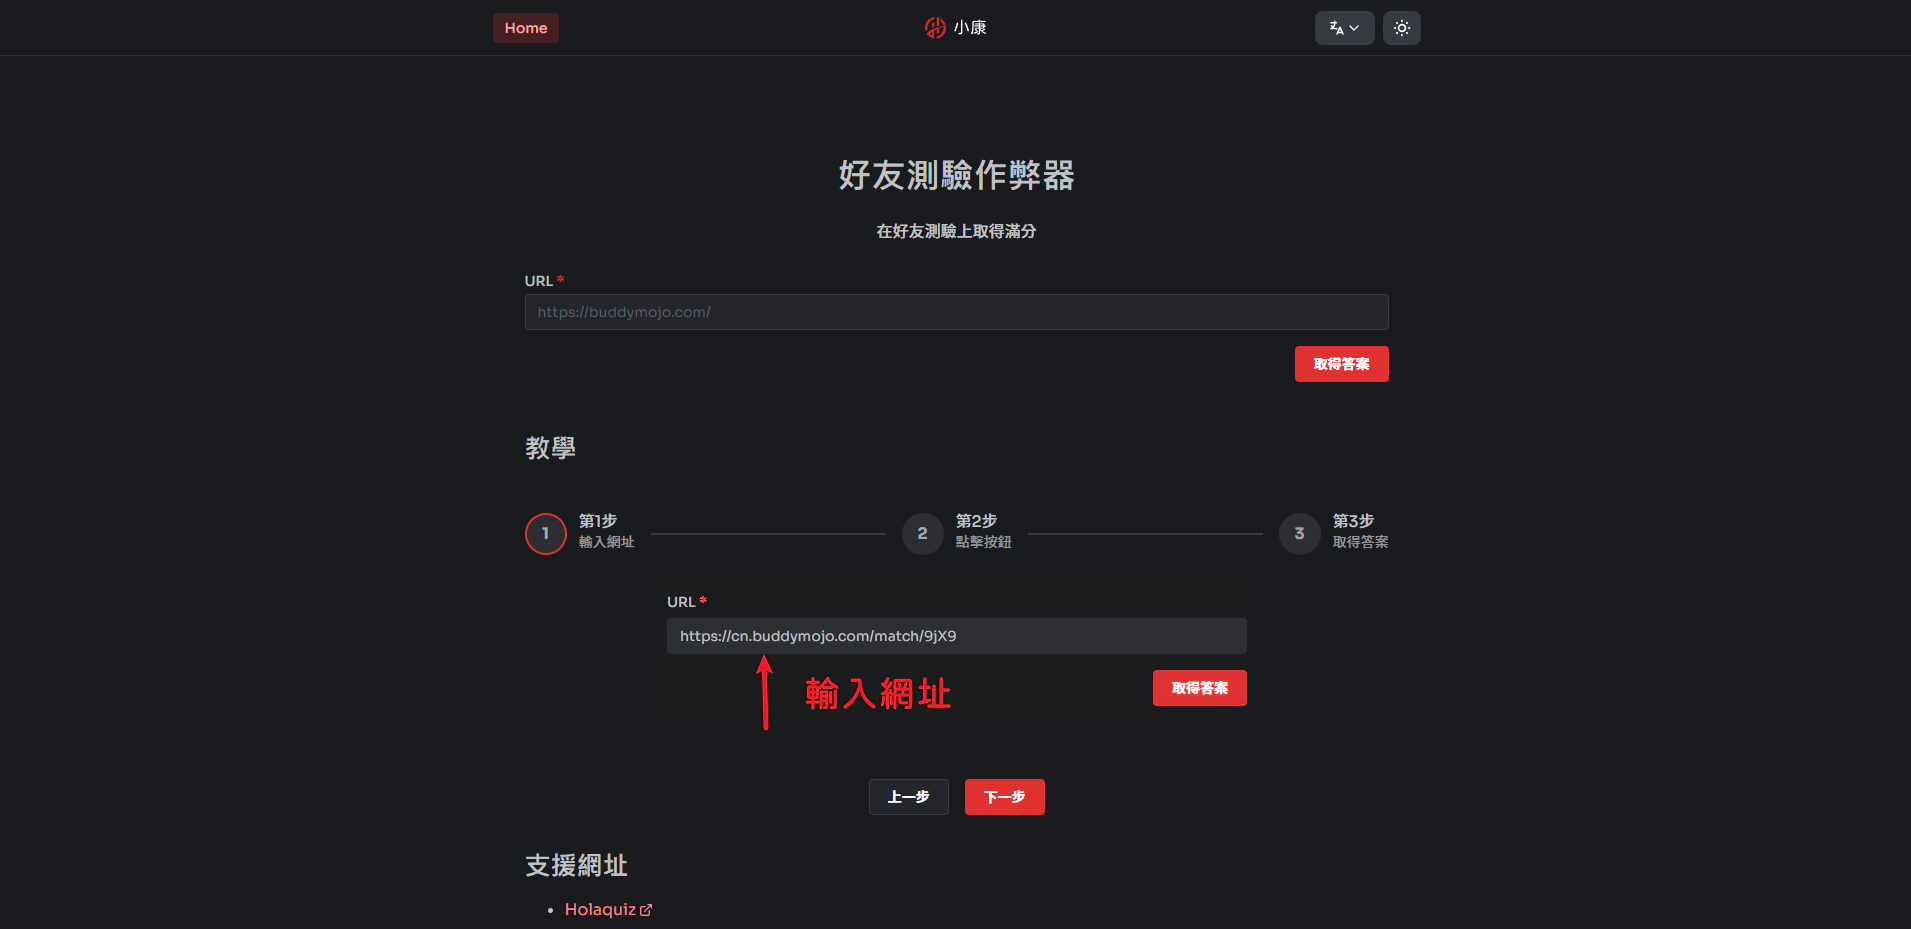 Home
小康
好友測驗作弊器
在好友測驗上取得滿分
URL *
https://buddymojo.com/
取得答案
教學
1
第1步
輸入網址
2
第2步
點擊按鈕
3
第3步
取得答案
URL *
https://cn.buddymojo.com/match/9jX9
輸入網址
取得答案
上一步
下一步
支援網址
Holaquiz